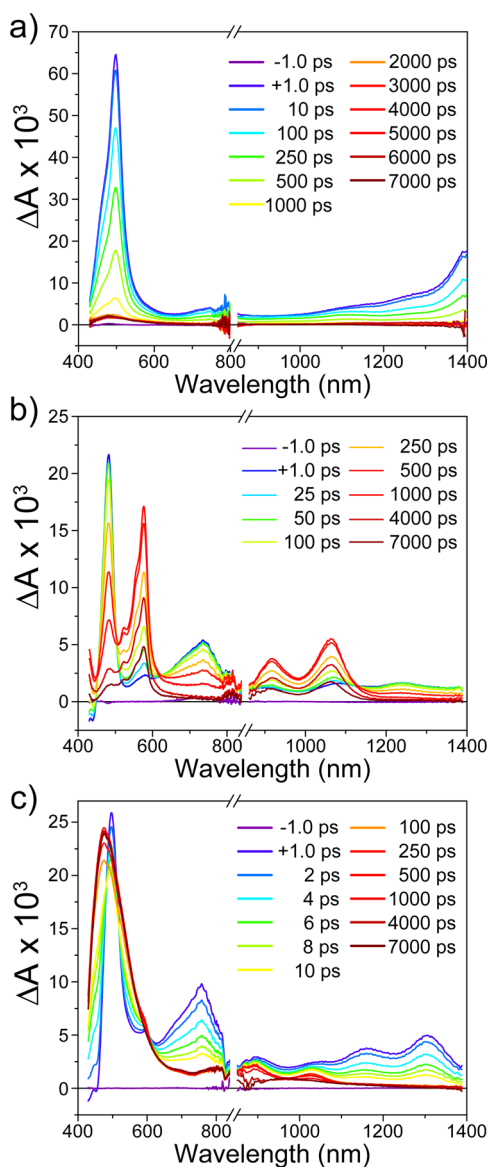 a)
70
60
50
40
30
20
10
0
ΔA x 10³
-1.0 ps 2000 ps
+1.0 ps 3000 ps
10 ps 4000 ps
100 ps 5000 ps
250 ps 6000 ps
500 ps 7000 ps
1000 ps
400 600 800 1000 1400
Wavelength (nm)
b)
25
20
15
10
5
0
ΔA x 10³
-1.0 ps 250 ps
+1.0 ps 500 ps
25 ps 1000 ps
50 ps 4000 ps
100 ps 7000 ps
400 600 800 1000 1200 1400
Wavelength (nm)
c)
25
20
15
10
5
0
ΔA x 10³
-1.0 ps 100 ps
+1.0 ps 250 ps
2 ps 500 ps
4 ps 1000 ps
6 ps 4000 ps
8 ps 7000 ps
10 ps
400 600 800 1000 1400
Wavelength (nm)